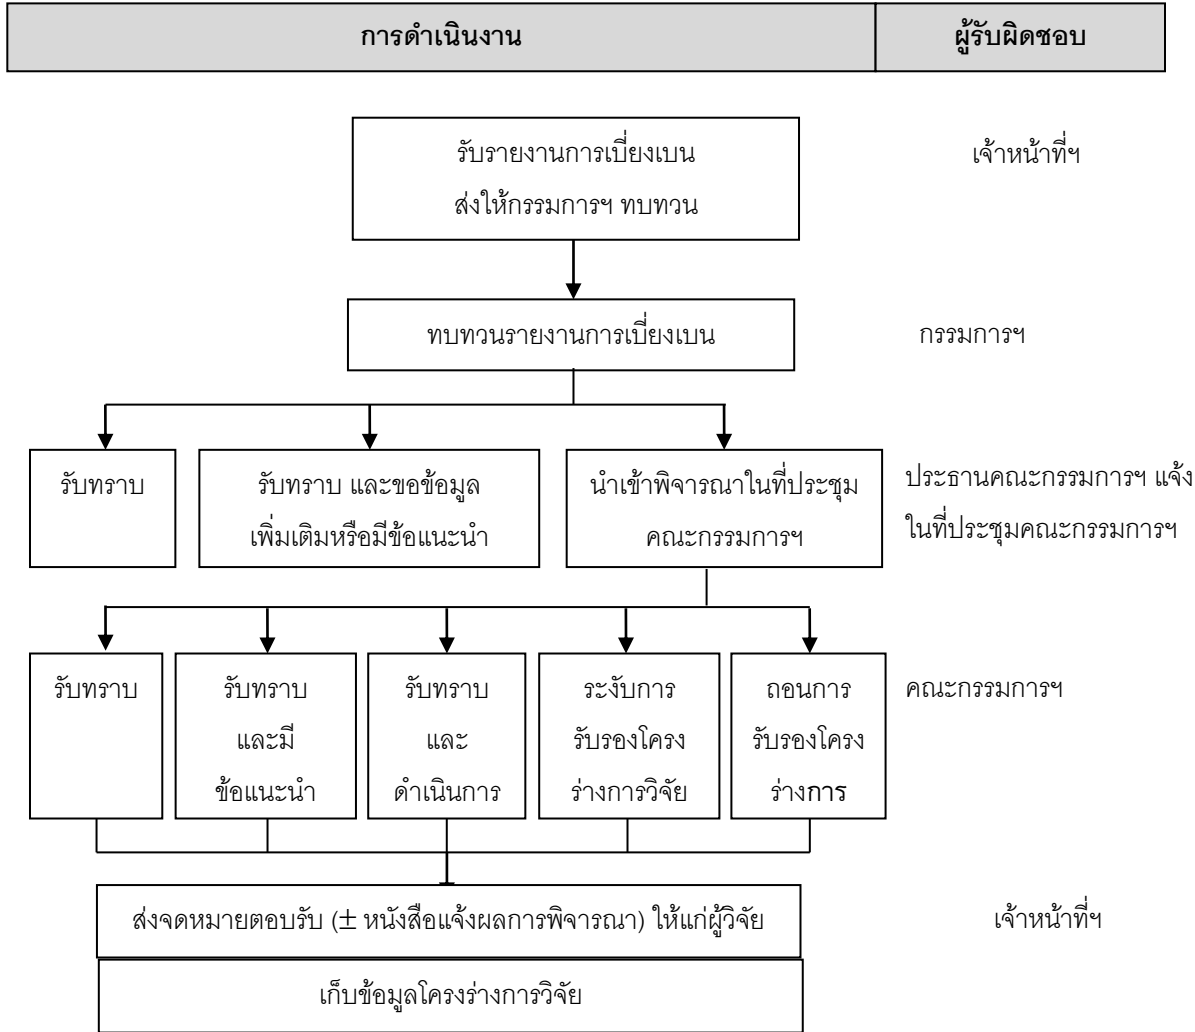 การดำเนินงาน
ผู้รับผิดชอบ
รับรายงานการเบี่ยงเบน
ส่งให้กรรมการฯ ทบทวน
เจ้าหน้าที่ฯ
ทบทวนรายงานการเบี่ยงเบน
กรรมการฯ
รับทราบ
รับทราบ และขอข้อมูล
เพิ่มเติมหรือมีข้อแนะนำ
นำเข้าพิจารณาในที่ประชุม
คณะกรรมการฯ
ประธานคณะกรรมการฯ แจ้ง
ในที่ประชุมคณะกรรมการฯ
รับทราบ
รับทราบ
และมี
ข้อแนะนำ
รับทราบ
และ
ดำเนินการ
ระงับการ
รับรองโครง
ร่างการวิจัย
ถอนการ
รับรองโครง
ร่างการ
คณะกรรมการฯ
ส่งจดหมายตอบรับ (± หนังสือแจ้งผลการพิจารณา) ให้แก่ผู้วิจัย
เจ้าหน้าที่ฯ
เก็บข้อมูลโครงร่างการวิจัย